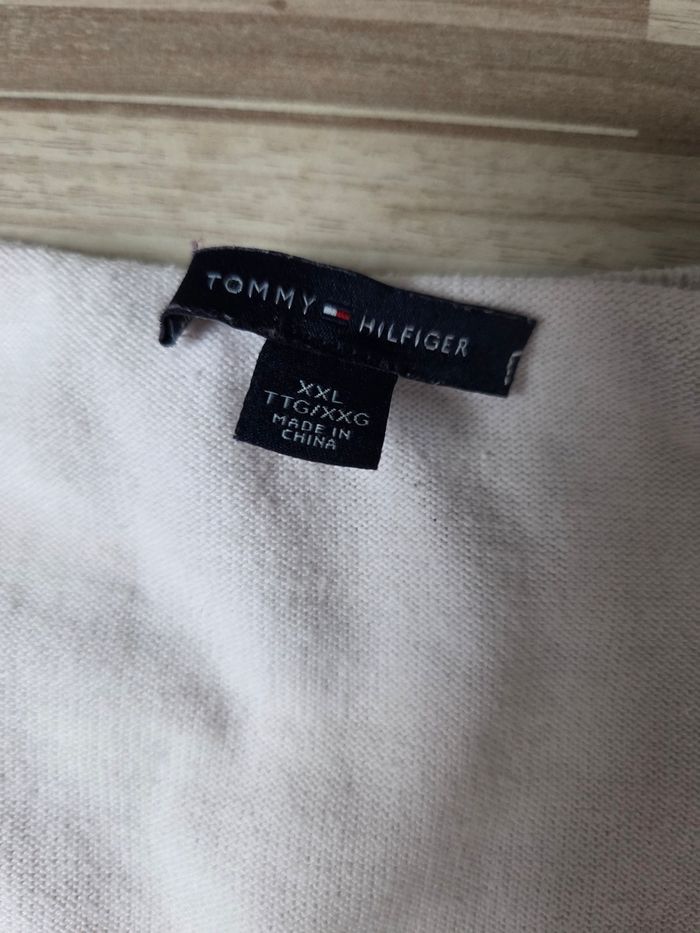 TOMMY HILFIGER
XXL
TTG/XXG
MADE IN
CHINA